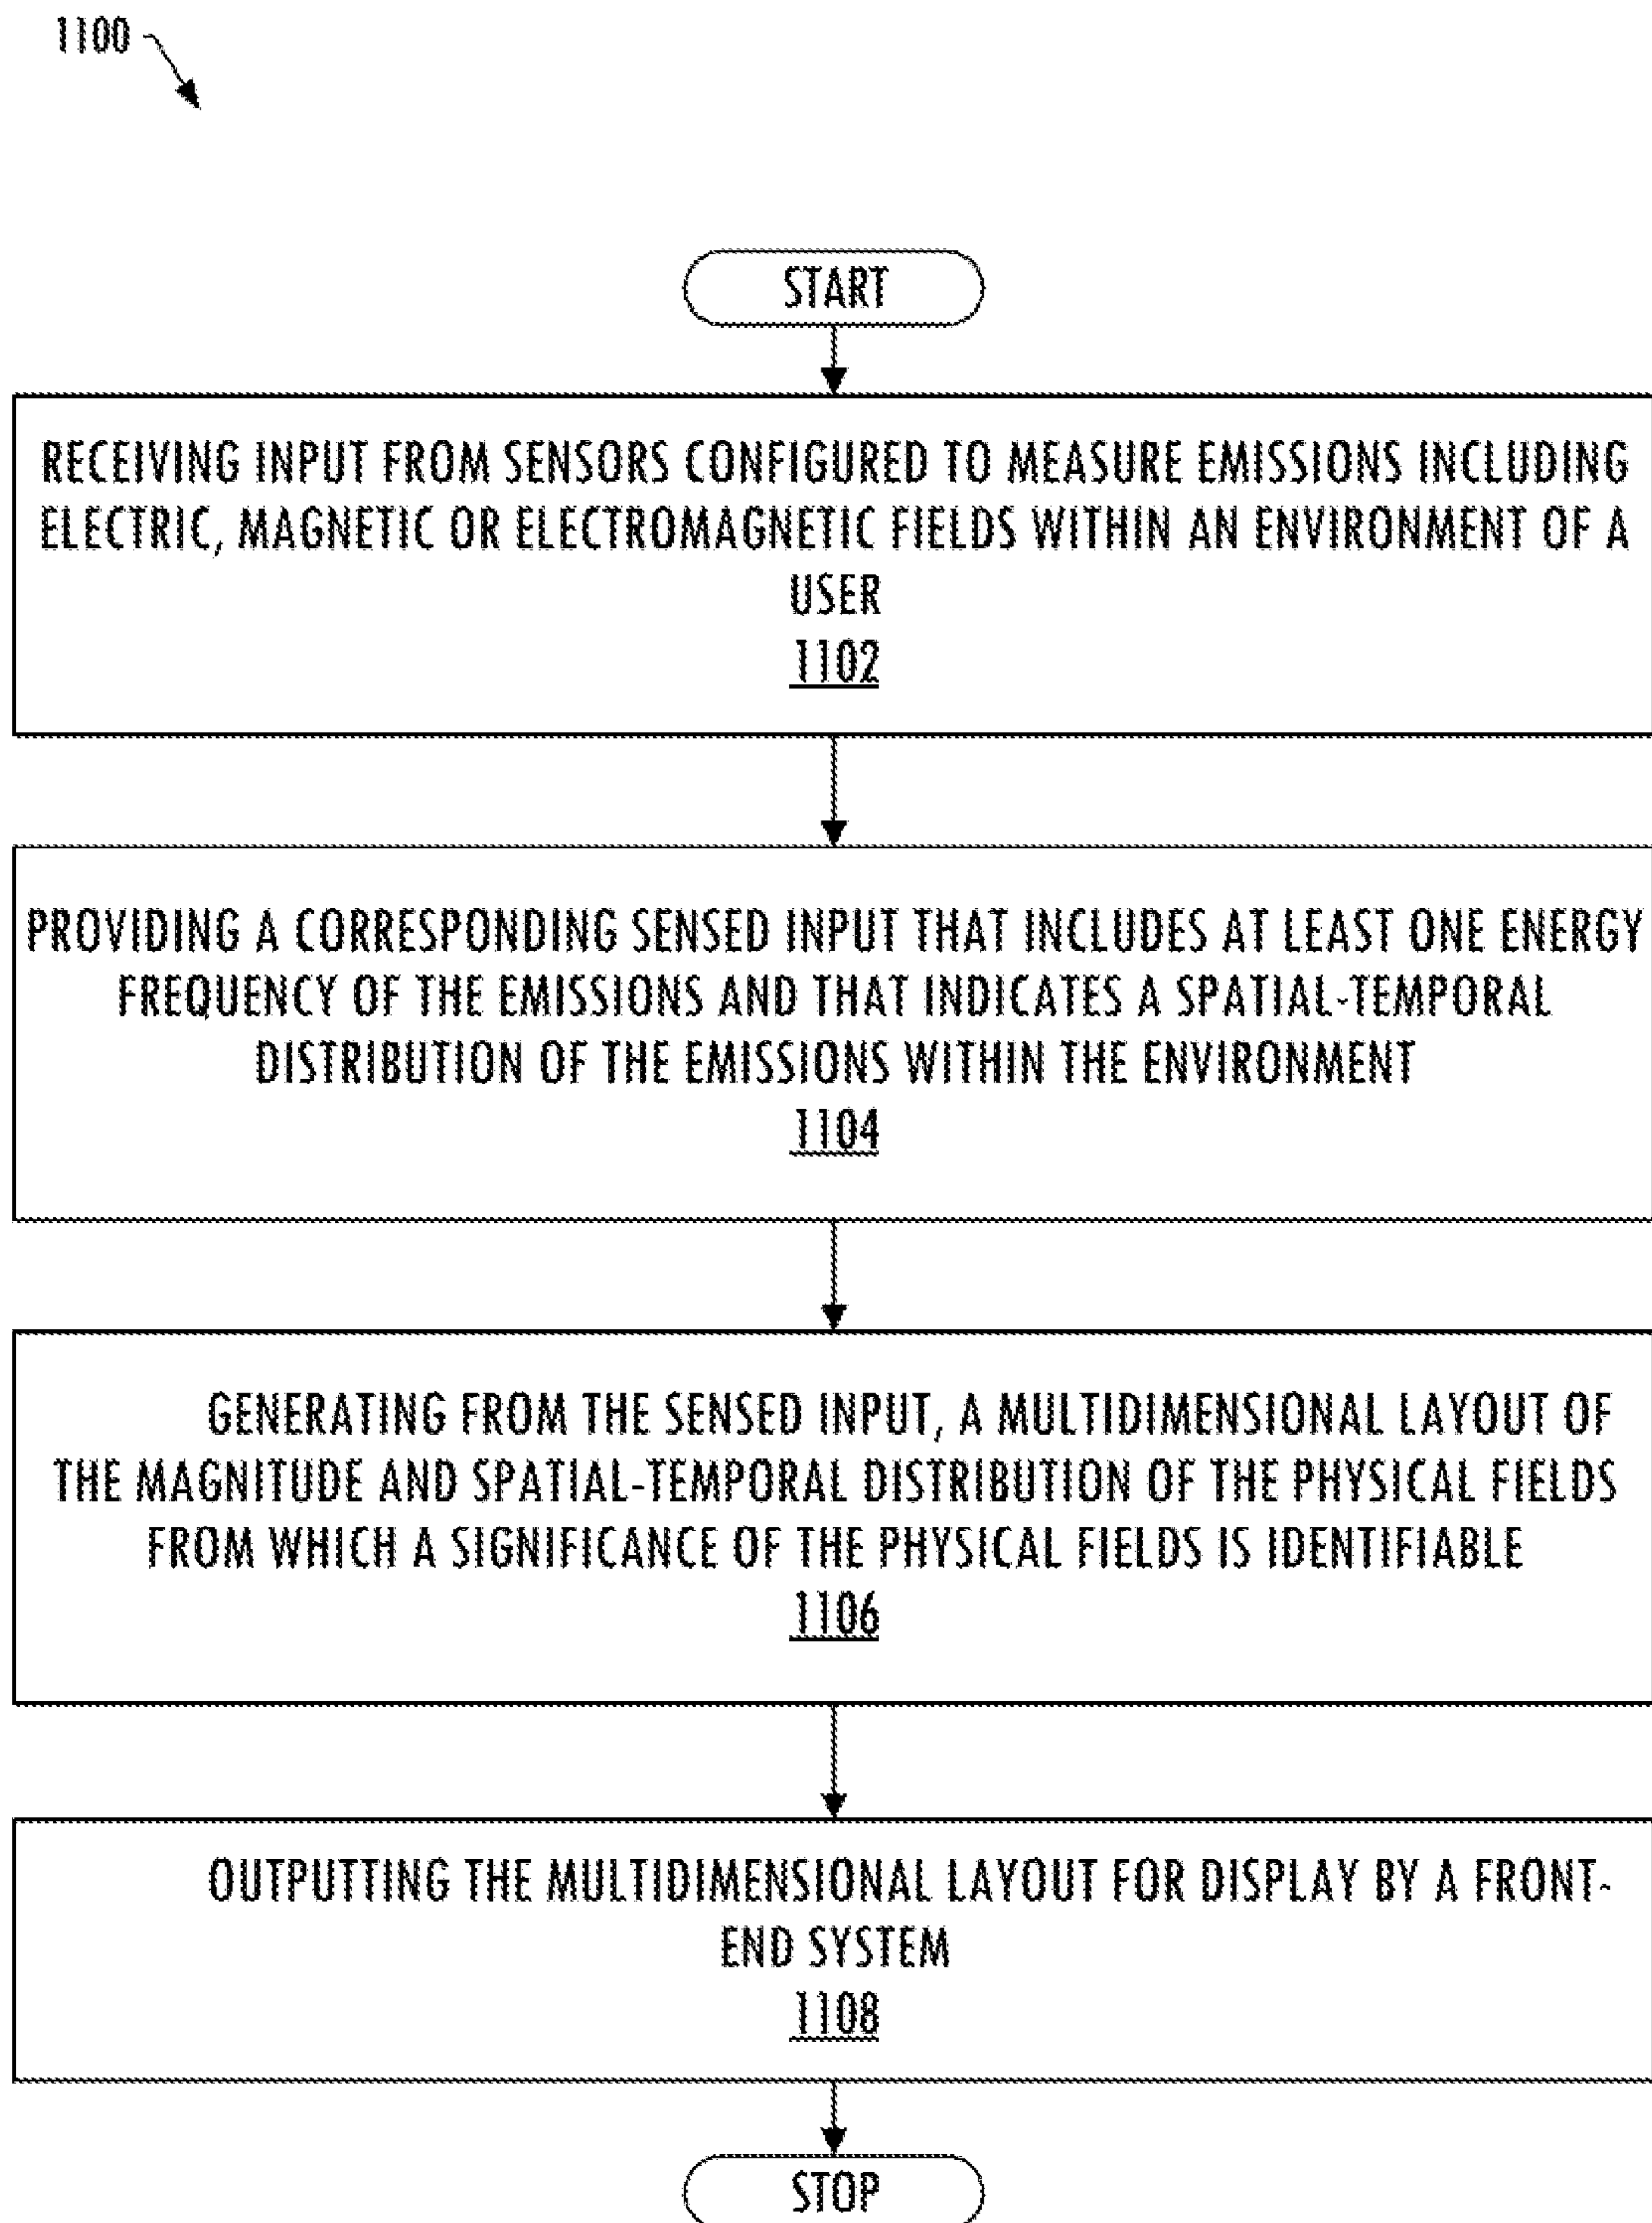 1100
START
RECEIVING INPUT FROM SENSORS CONFIGURED TO MEASURE EMISSIONS INCLUDING
ELECTRIC, MAGNETIC OR ELECTROMAGNETIC FIELDS WITHIN AN ENVIRONMENT OF A
USER
1102
PROVIDING A CORRESPONDING SENSED INPUT THAT INCLUDES AT LEAST ONE ENERGY
FREQUENCY OF THE EMISSIONS AND THAT INDICATES A SPATIAL-TEMPORAL
DISTRIBUTION OF THE EMISSIONS WITHIN THE ENVIRONMENT
1104
GENERATING FROM THE SENSED INPUT, A MULTIDIMENSIONAL LAYOUT OF
THE MAGNITUDE AND SPATIAL-TEMPORAL DISTRIBUTION OF THE PHYSICAL FIELDS
FROM WHICH A SIGNIFICANCE OF THE PHYSICAL FIELDS IS IDENTIFIABLE
1106
OUTPUTTING THE MULTIDIMENSIONAL LAYOUT FOR DISPLAY BY A FRONT-
END SYSTEM
1108
STOP